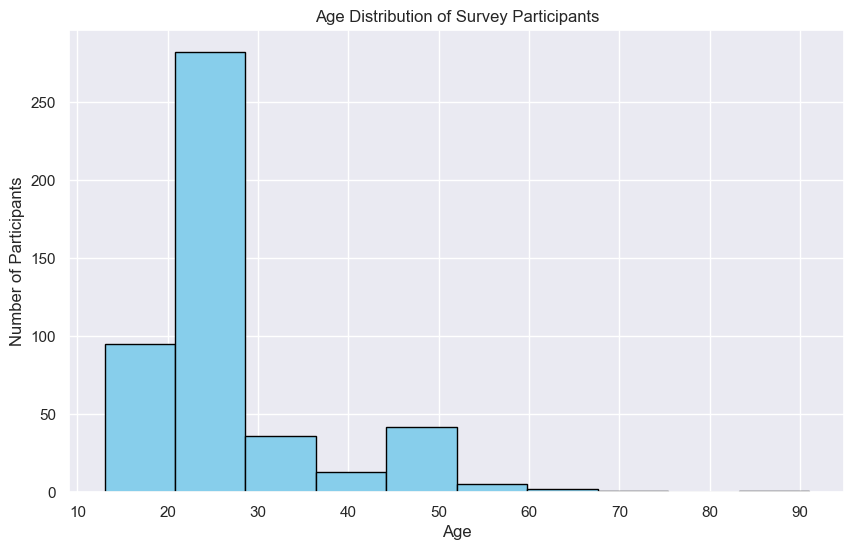 Age Distribution of Survey Participants
Number of Participants
250
200
150
100
50
0
10 20 30 40 50 60 70 80 90
Age